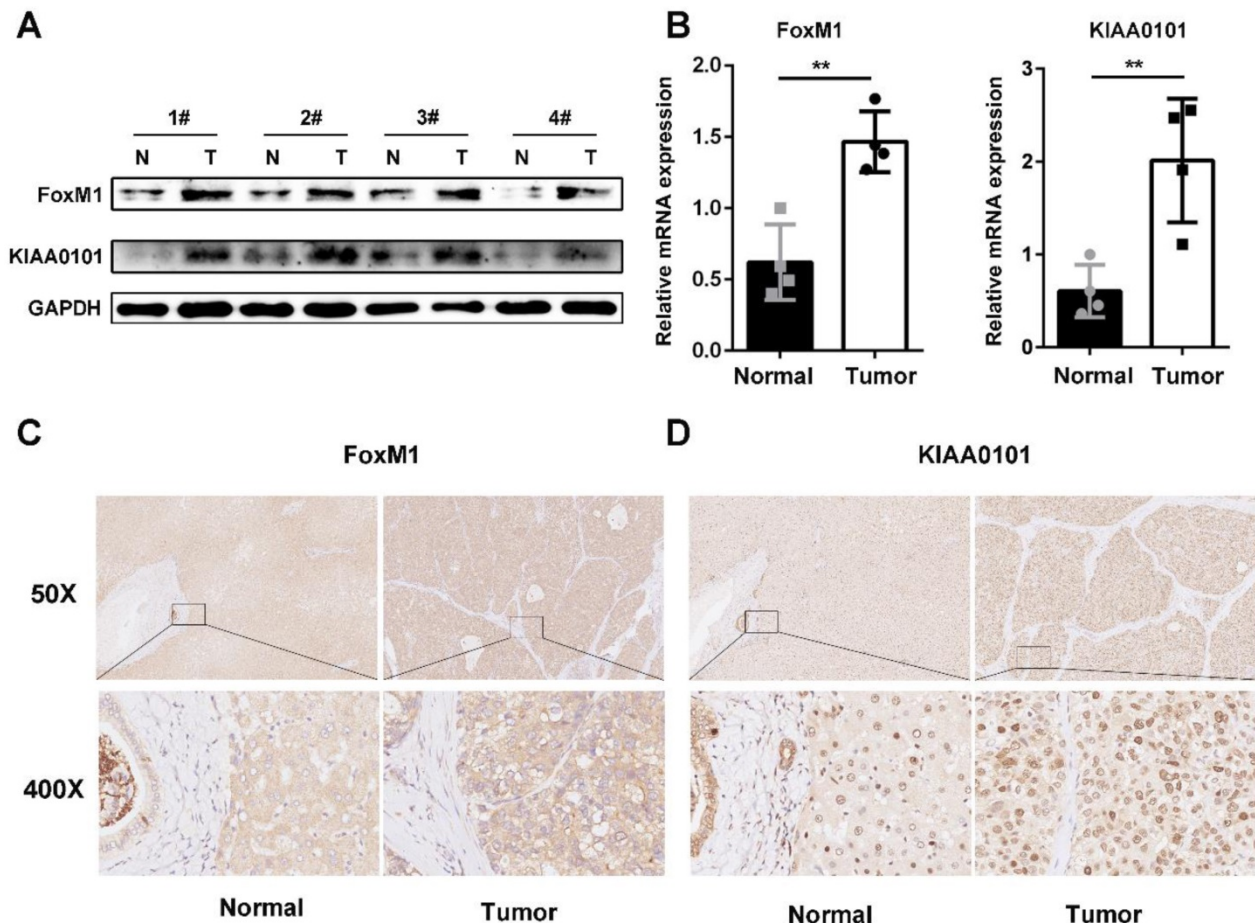 A
1# 2# 3# 4#
N T N T N T N T
FoxM1
KIAA0101
GAPDH
B
FoxM1
**
Relative mRNA expression
2.0
1.5
1.0
0.5
0.0
Normal Tumor
KIAA0101
**
Relative mRNA expression
3
2
1
0
Normal Tumor
C
FoxM1
50X
400X
Normal Tumor
D
KIAA0101
Normal Tumor